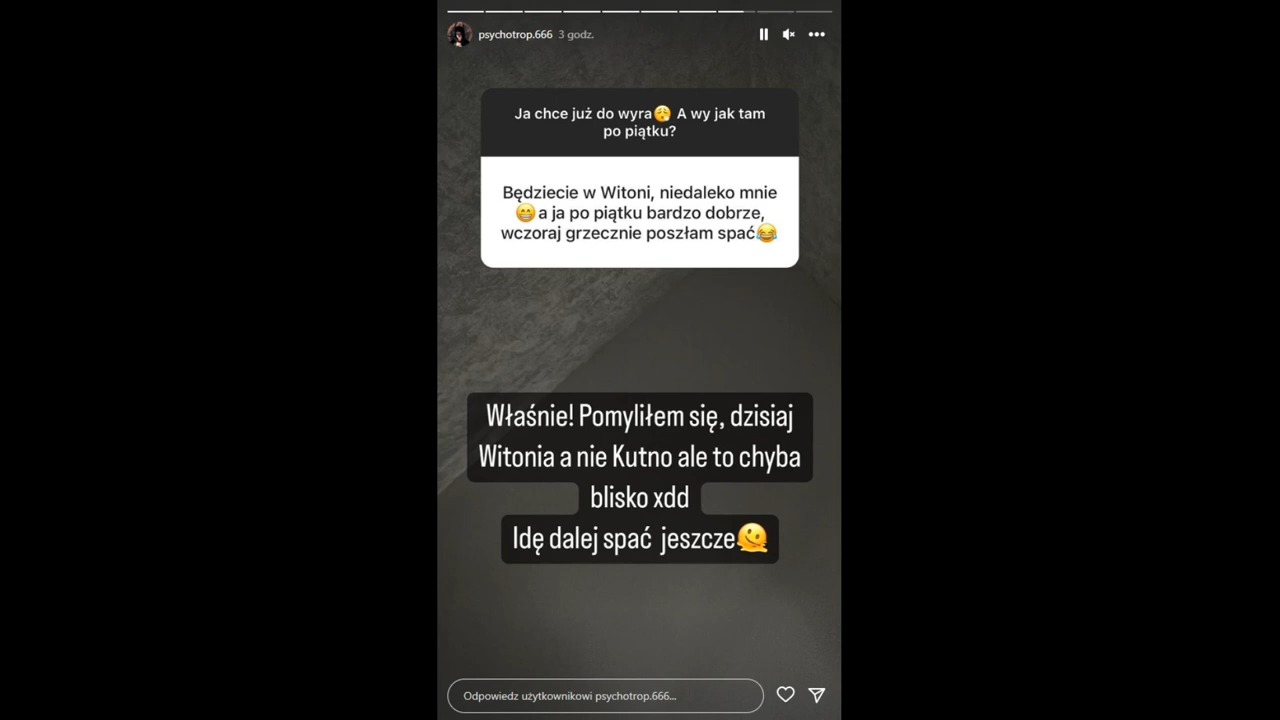 psychotrop.666 3 godz.
Ja chce już do wyra😮‍💨 A wy jak tam
po piątku?
Będziecie w Witoni, niedaleko mnie
😁a ja po piątku bardzo dobrze,
wczoraj grzecznie poszłam spać😂
Właśnie! Pomyliłem się, dzisiaj
Witonia a nie Kutno ale to chyba
blisko xdd
Idę dalej spać jeszcze🫠
Odpowiedz użytkownikowi psychotrop.666...